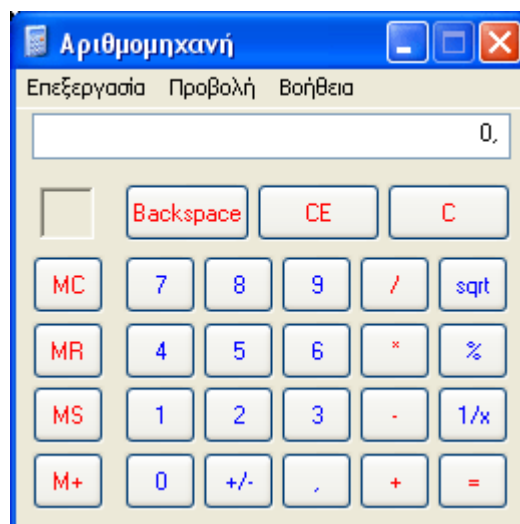 Αριθμομηχανή
Επεξεργασία Προβολή Βοήθεια
0,
Backspace CE C
MC 7 8 9 / sqrt
MR 4 5 6 * %
MS 1 2 3 - 1/x
M+ 0 +/- , + =